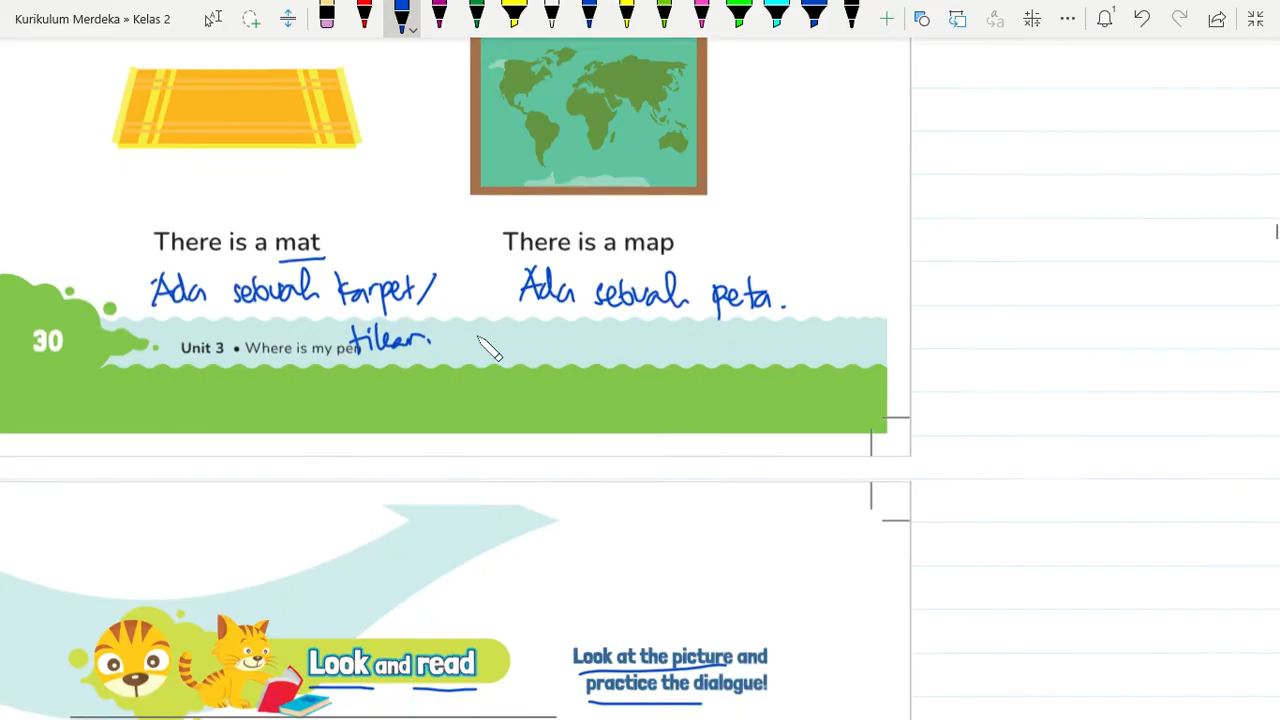 Kurikulum Merdeka » Kelas 2
There is a mat
There is a map
Ada sebuah karpet/
tikar.
Ada sebuah peta.
30
Unit 3 • Where is my pen
Look and read
Look at the picture and
practice the dialogue!